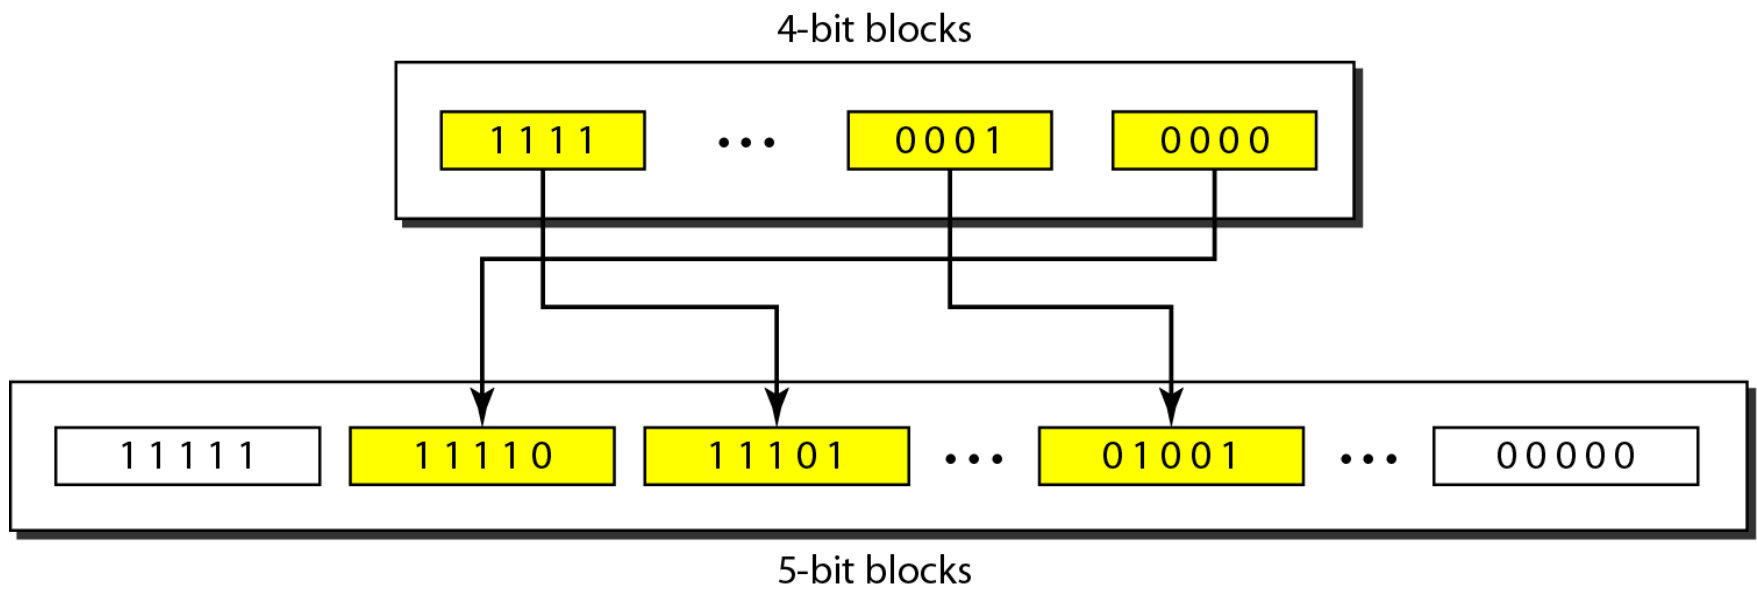 4-bit blocks
1111 ... 0001 0000
11111 11110 11101 ... 01001 ... 00000
5-bit blocks